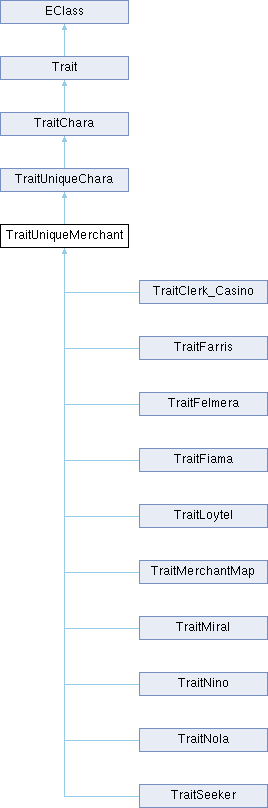 EClass
Trait
TraitChara
TraitUniqueChara
TraitUniqueMerchant
TraitClerk_Casino
TraitFarris
TraitFelmera
TraitFiama
TraitLoytel
TraitMerchantMap
TraitMiral
TraitNino
TraitNola
TraitSeeker